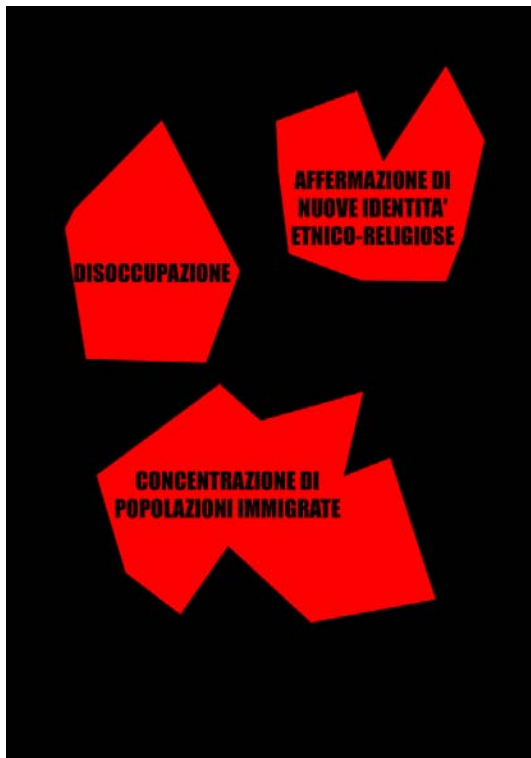 AFFERMAZIONE DI
NUOVE IDENTITA'
ETNICO-RELIGIOSE
DISOCCUPAZIONE
CONCENTRAZIONE DI
POPOLAZIONI IMMIGRATE